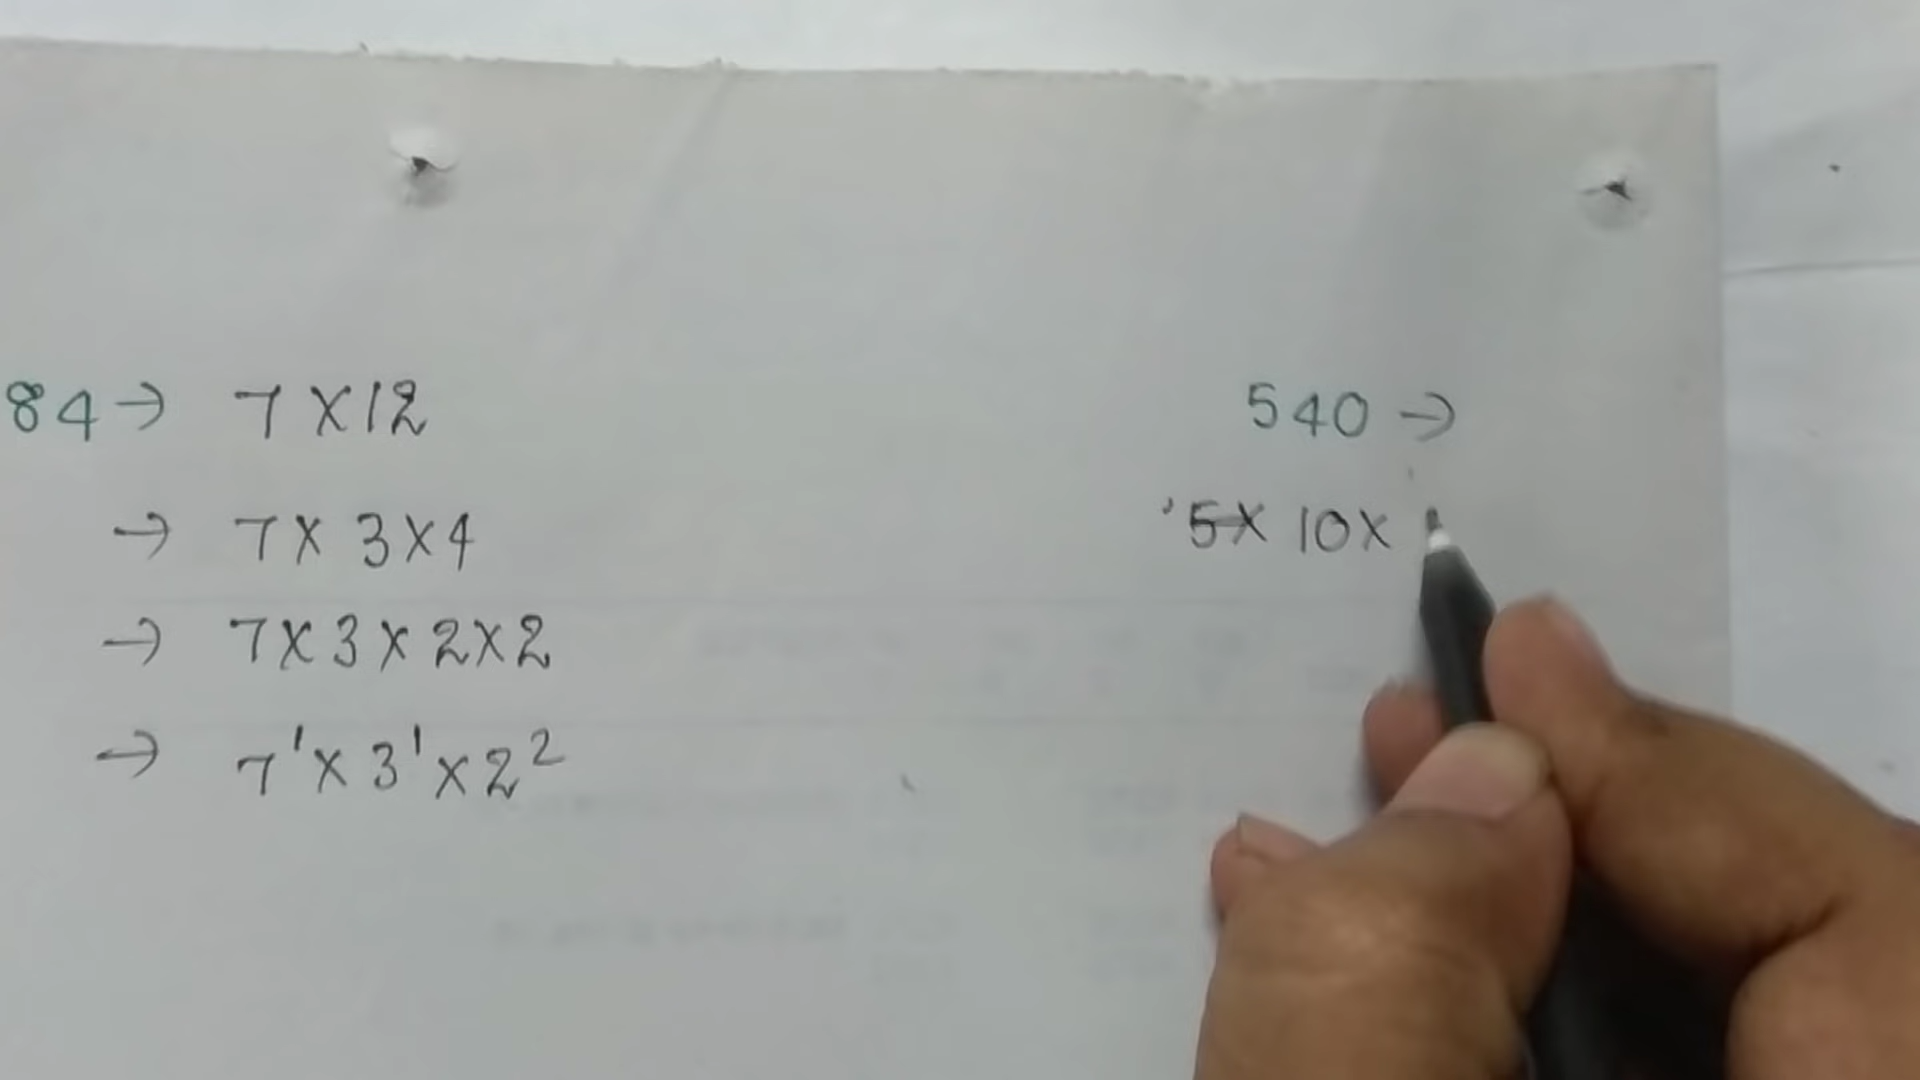 84 → 7 × 12
→ 7 × 3 × 4
→ 7 × 3 × 2 × 2
→ 7¹ × 3¹ × 2²
540 →
5 × 10 ×